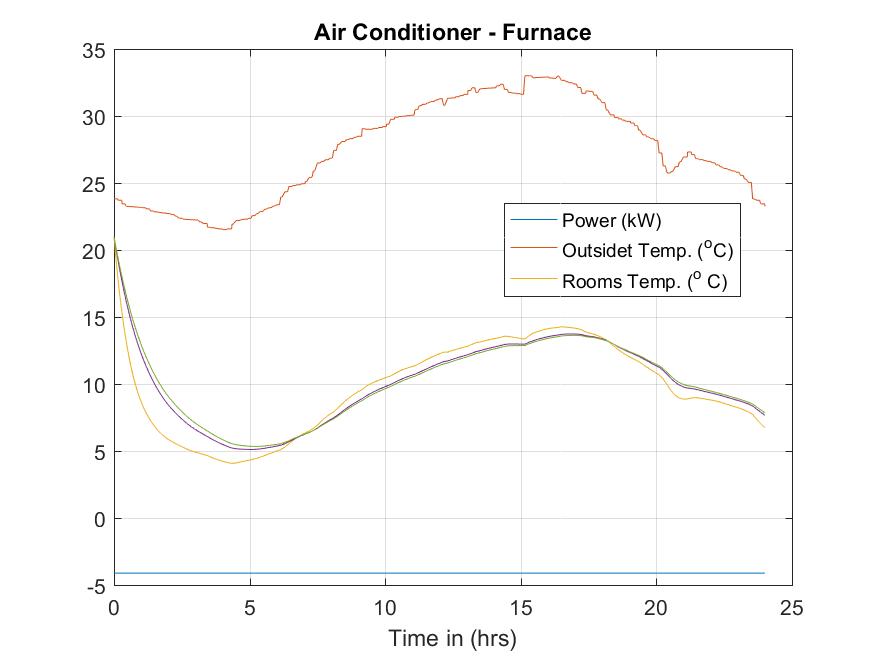 Air Conditioner - Furnace
35
30
25
20
15
10
5
0
-5
Power (kW)
Outsidet Temp. (°C)
Rooms Temp. (° C)
0 5 10 15 20 25
Time in (hrs)